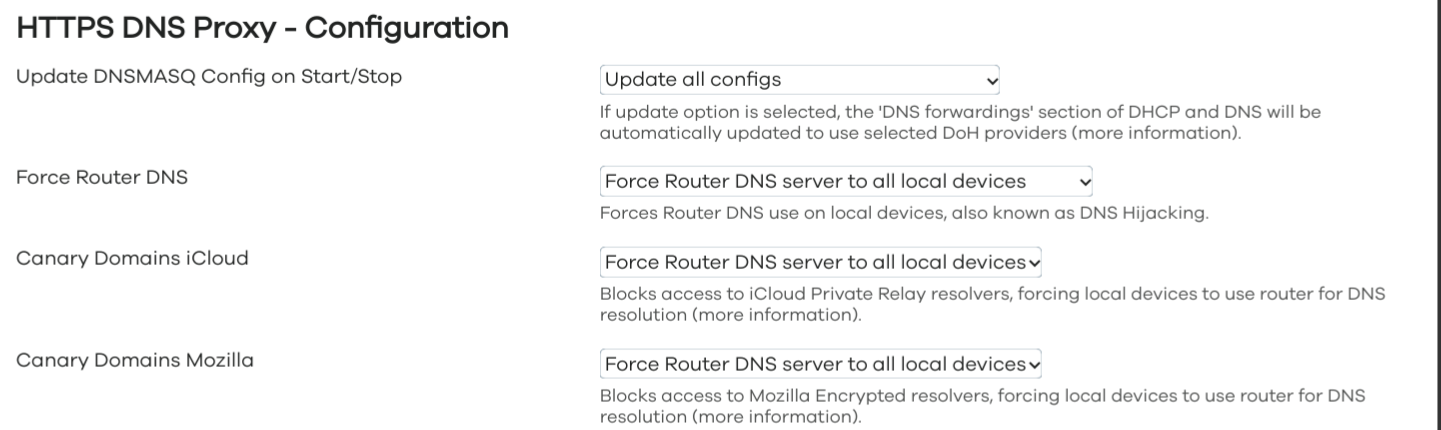 HTTPS DNS Proxy - Configuration
Update DNSMASQ Config on Start/Stop
Update all configs
If update option is selected, the 'DNS forwardings' section of DHCP and DNS will be
automatically updated to use selected DoH providers (more information).
Force Router DNS
Force Router DNS server to all local devices
Forces Router DNS use on local devices, also known as DNS Hijacking.
Canary Domains iCloud
Force Router DNS server to all local devices
Blocks access to iCloud Private Relay resolvers, forcing local devices to use router for DNS
resolution (more information).
Canary Domains Mozilla
Force Router DNS server to all local devices
Blocks access to Mozilla Encrypted resolvers, forcing local devices to use router for DNS
resolution (more information).